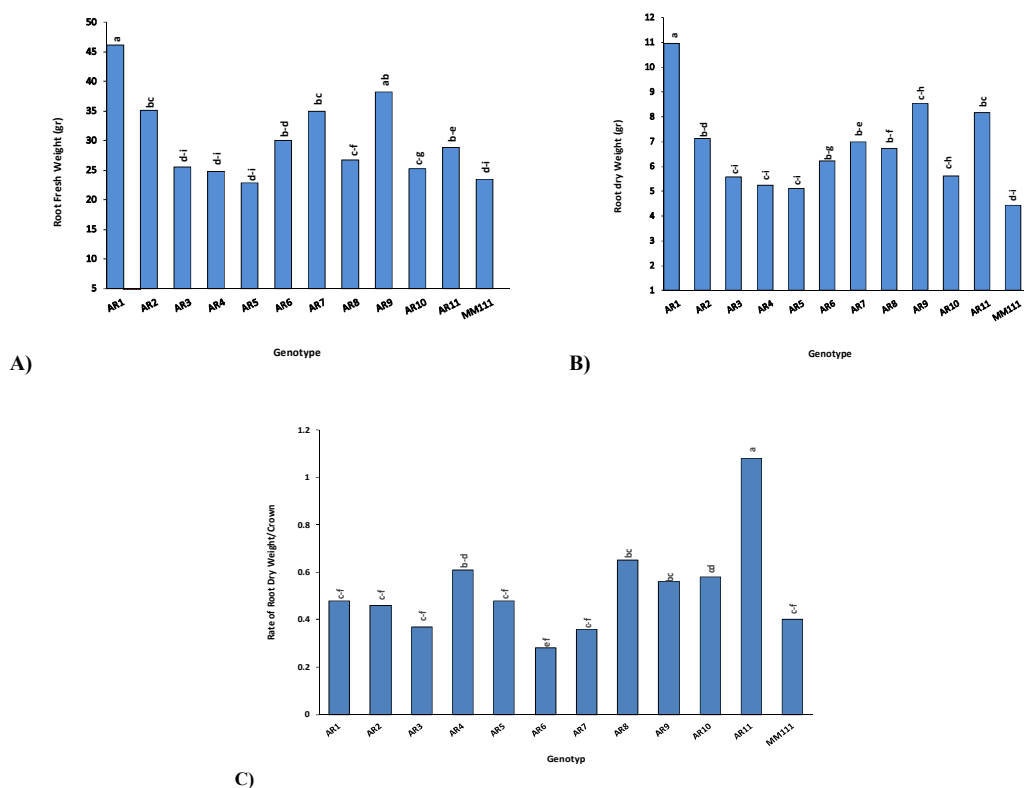 50
45
40
35
30
25
20
15
10
5
Root Fresh Weight (gr)
a
bc
d-i
d-i
d-i
b-d
bc
c-f
ab
c-g
b-e
d-i
AR1 AR2 AR3 AR4 AR5 AR6 AR7 AR8 AR9 AR10 AR11 MM111
Genotype
A)
12
11
10
9
8
7
6
5
4
3
2
1
Root dry Weight (gr)
a
b-d
c-i
c-i
c-i
b-g
b-e
b-f
c-h
c-h
bc
d-i
AR1 AR2 AR3 AR4 AR5 AR6 AR7 AR8 AR9 AR10 AR11 MM111
Genotype
B)
1.2
1
0.8
0.6
0.4
0.2
0
Rate of Root Dry Weight/Crown
c-f
c-f
c-f
b-d
c-f
ef
c-f
bc
bc
cd
a
c-f
AR1 AR2 AR3 AR4 AR5 AR6 AR7 AR8 AR9 AR10 AR11 MM111
Genotyp
C)